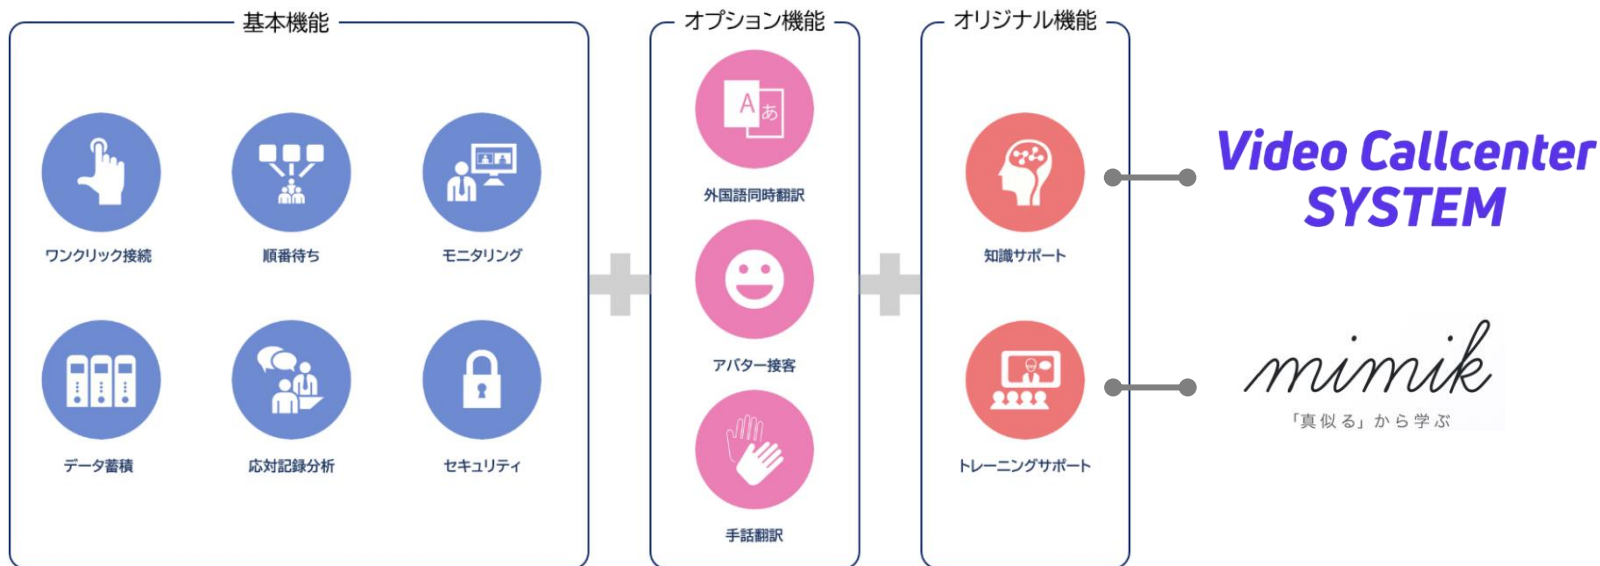 基本機能
ワンクリック接続
順番待ち
モニタリング
データ蓄積
応対記録分析
セキュリティ
オプション機能
A
あ
外国語同時翻訳
アバター接客
手話翻訳
オリジナル機能
知識サポート
トレーニングサポート
Video Callcenter
SYSTEM
mimik
「真似る」から学ぶ